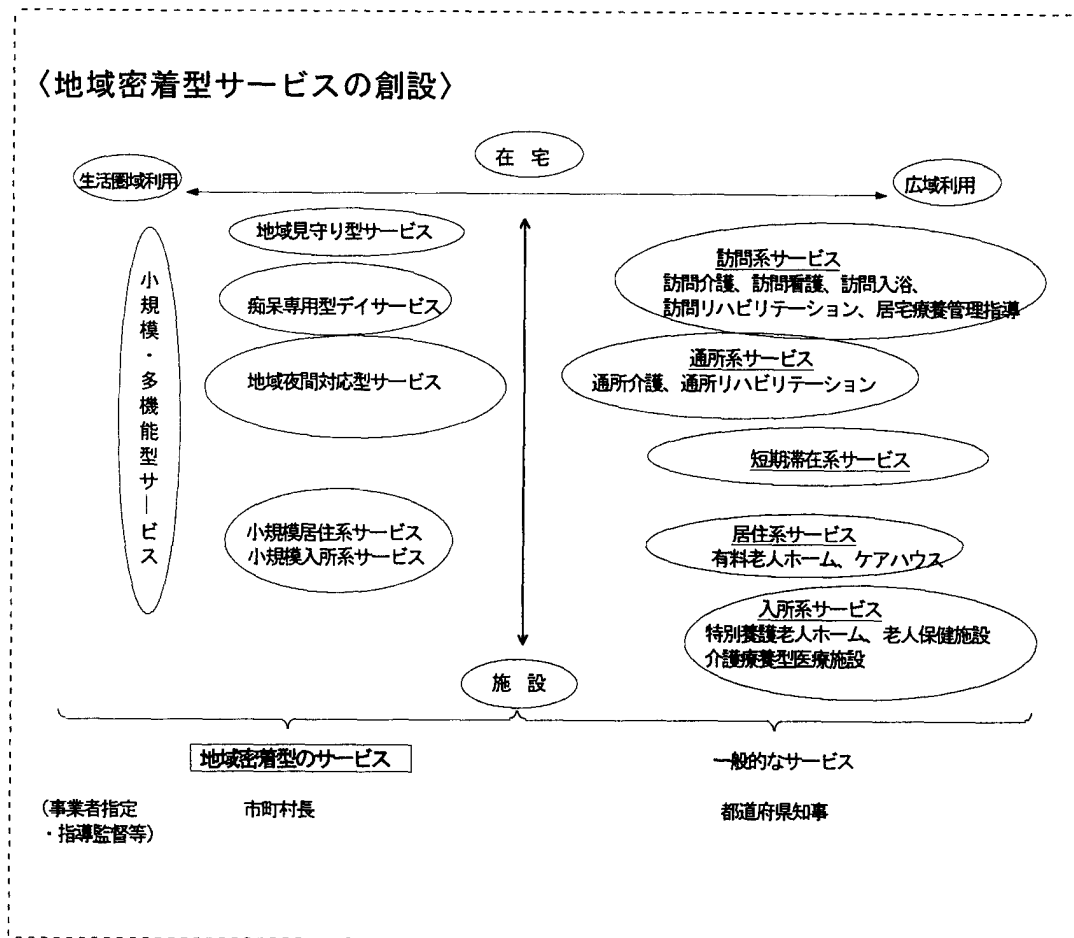 〈地域密着型サービスの創設〉
在 宅
生活圏域利用
広域利用
小規模・多機能型サービス
地域見守り型サービス
痴呆専用型デイサービス
地域夜間対応型サービス
小規模居住系サービス
小規模入所系サービス
訪問系サービス
訪問介護、訪問看護、訪問入浴、
訪問リハビリテーション、居宅療養管理指導
通所系サービス
通所介護、通所リハビリテーション
短期滞在系サービス
居住系サービス
有料老人ホーム、ケアハウス
入所系サービス
特別養護老人ホーム、老人保健施設
介護療養型医療施設
施 設
地域密着型のサービス
一般的なサービス
(事業者指定
・指導監督等)
市町村長
都道府県知事